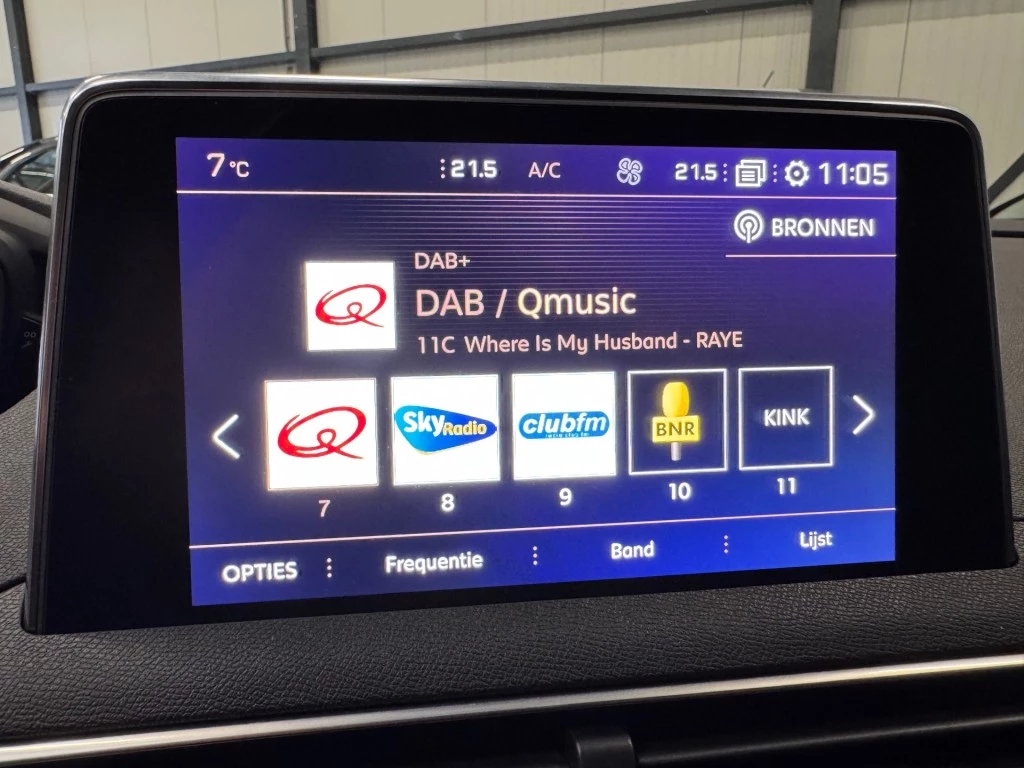 7°C 21.5 A/C 21.5 11:05
BRONNEN
DAB+
DAB / Qmusic
11C Where Is My Husband - RAYE
Sky Radio clubfm BNR KINK
7 8 9 10 11
OPTIES Frequentie Band Lijst